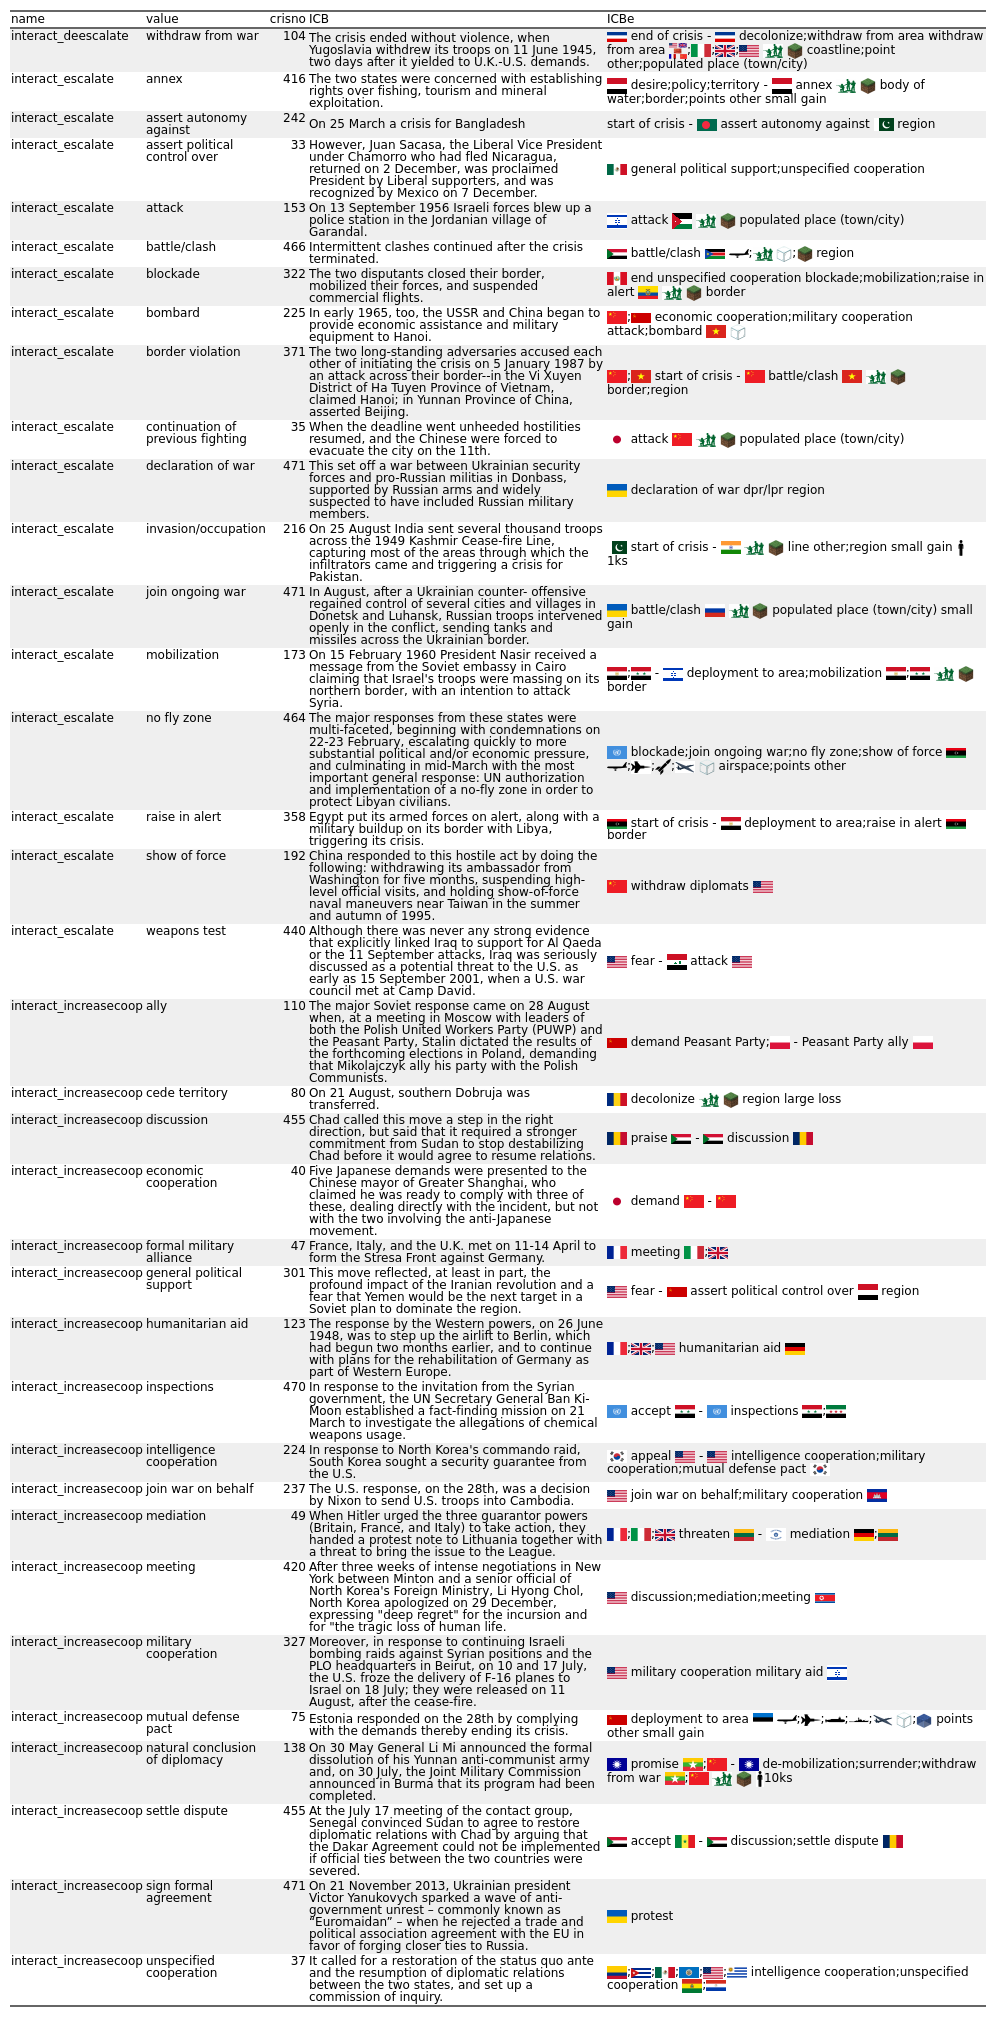 name value crisno ICB ICBe
interact_deescalate withdraw from war 104 The crisis ended without violence, when
Yugoslavia withdrew its troops on 11 June 1945,
two days after it yielded to U.K.-U.S. demands.
end of crisis - decolonize;withdraw from area withdraw
from area ; ; ; coastline;point
other;populated place (town/city)
interact_escalate annex 416 The two states were concerned with establishing
rights over fishing, tourism and mineral
exploitation.
desire;policy;territory - annex body of
water;border;points other small gain
interact_escalate assert autonomy
against
242 On 25 March a crisis for Bangladesh
start of crisis - assert autonomy against region
interact_escalate assert political
control over
33 However, Juan Sacasa, the Liberal Vice President
under Chamorro who had fled Nicaragua,
returned on 2 December, was proclaimed
President by Liberal supporters, and was
recognized by Mexico on 7 December.
general political support;unspecified cooperation
interact_escalate attack 153 On 13 September 1956 Israeli forces blew up a
police station in the Jordanian village of
Garandal.
attack populated place (town/city)
interact_escalate battle/clash 466 Intermittent clashes continued after the crisis
terminated.
battle/clash ; ; region
interact_escalate blockade 322 The two disputants closed their border,
mobilized their forces, and suspended
commercial flights.
end unspecified cooperation blockade;mobilization;raise in
alert border
interact_escalate bombard 225 In early 1965, too, the USSR and China began to
provide economic assistance and military
equipment to Hanoi.
; economic cooperation;military cooperation
attack;bombard
interact_escalate border violation 371 The two long-standing adversaries accused each
other of initiating the crisis on 5 January 1987 by
an attack across their border--in the Vi Xuyen
District of Ha Tuyen Province of Vietnam,
claimed Hanoi; in Yunnan Province of China,
asserted Beijing.
; start of crisis - battle/clash
border;region
interact_escalate continuation of
previous fighting
35 When the deadline went unheeded hostilities
resumed, and the Chinese were forced to
evacuate the city on the 11th.
attack populated place (town/city)
interact_escalate declaration of war 471 This set off a war between Ukrainian security
forces and pro-Russian militias in Donbass,
supported by Russian arms and widely
suspected to have included Russian military
members.
declaration of war dpr/lpr region
interact_escalate invasion/occupation 216 On 25 August India sent several thousand troops
across the 1949 Kashmir Cease-fire Line,
capturing most of the areas through which the
infiltrators came and triggering a crisis for
Pakistan.
start of crisis - line other;region small gain
1ks
interact_escalate join ongoing war 471 In August, after a Ukrainian counter- offensive
regained control of several cities and villages in
Donetsk and Luhansk, Russian troops intervened
openly in the conflict, sending tanks and
missiles across the Ukrainian border.
battle/clash populated place (town/city) small
gain
interact_escalate mobilization 173 On 15 February 1960 President Nasir received a
message from the Soviet embassy in Cairo
claiming that Israel's troops were massing on its
northern border, with an intention to attack
Syria.
; - deployment to area;mobilization ;
border
interact_escalate no fly zone 464 The major responses from these states were
multi-faceted, beginning with condemnations on
22-23 February, escalating quickly to more
substantial political and/or economic pressure,
and culminating in mid-March with the most
important general response: UN authorization
and implementation of a no-fly zone in order to
protect Libyan civilians.
blockade;join ongoing war;no fly zone;show of force
; ; ; airspace;points other
interact_escalate raise in alert 358 Egypt put its armed forces on alert, along with a
military buildup on its border with Libya,
triggering its crisis.
start of crisis - deployment to area;raise in alert
border
interact_escalate show of force 192 China responded to this hostile act by doing the
following: withdrawing its ambassador from
Washington for five months, suspending high-
level official visits, and holding show-of-force
naval maneuvers near Taiwan in the summer
and autumn of 1995.
withdraw diplomats
interact_escalate weapons test 440 Although there was never any strong evidence
that explicitly linked Iraq to support for Al Qaeda
or the 11 September attacks, Iraq was seriously
discussed as a potential threat to the U.S. as
early as 15 September 2001, when a U.S. war
council met at Camp David.
fear - attack
interact_increasecoop ally 110 The major Soviet response came on 28 August
when, at a meeting in Moscow with leaders of
both the Polish United Workers Party (PUWP) and
the Peasant Party, Stalin dictated the results of
the forthcoming elections in Poland, demanding
that Mikolajczyk ally his party with the Polish
Communists.
demand Peasant Party; - Peasant Party ally
interact_increasecoop cede territory 80 On 21 August, southern Dobruja was
transferred.
decolonize region large loss
interact_increasecoop discussion 455 Chad called this move a step in the right
direction, but said that it required a stronger
commitment from Sudan to stop destabilizing
Chad before it would agree to resume relations.
praise - discussion
interact_increasecoop economic
cooperation
40 Five Japanese demands were presented to the
Chinese mayor of Greater Shanghai, who
claimed he was ready to comply with three of
these, dealing directly with the incident, but not
with the two involving the anti-Japanese
movement.
demand -
interact_increasecoop formal military
alliance
47 France, Italy, and the U.K. met on 11-14 April to
form the Stresa Front against Germany.
meeting ;
interact_increasecoop general political
support
301 This move reflected, at least in part, the
profound impact of the Iranian revolution and a
fear that Yemen would be the next target in a
Soviet plan to dominate the region.
fear - assert political control over region
interact_increasecoop humanitarian aid 123 The response by the Western powers, on 26 June
1948, was to step up the airlift to Berlin, which
had begun two months earlier, and to continue
with plans for the rehabilitation of Germany as
part of Western Europe.
; ; humanitarian aid
interact_increasecoop inspections 470 In response to the invitation from the Syrian
government, the UN Secretary General Ban Ki-
Moon established a fact-finding mission on 21
March to investigate the allegations of chemical
weapons usage.
accept - inspections ;
interact_increasecoop intelligence
cooperation
224 In response to North Korea's commando raid,
South Korea sought a security guarantee from
the U.S.
appeal - intelligence cooperation;military
cooperation;mutual defense pact
interact_increasecoop join war on behalf 237 The U.S. response, on the 28th, was a decision
by Nixon to send U.S. troops into Cambodia.
join war on behalf;military cooperation
interact_increasecoop mediation 49 When Hitler urged the three guarantor powers
(Britain, France, and Italy) to take action, they
handed a protest note to Lithuania together with
a threat to bring the issue to the League.
; ; threaten - mediation ;
interact_increasecoop meeting 420 After three weeks of intense negotiations in New
York between Minton and a senior official of
North Korea's Foreign Ministry, Li Hyong Chol,
North Korea apologized on 29 December,
expressing "deep regret" for the incursion and
for "the tragic loss of human life.
discussion;mediation;meeting
interact_increasecoop military
cooperation
327 Moreover, in response to continuing Israeli
bombing raids against Syrian positions and the
PLO headquarters in Beirut, on 10 and 17 July,
the U.S. froze the delivery of F-16 planes to
Israel on 18 July; they were released on 11
August, after the cease-fire.
military cooperation military aid
interact_increasecoop mutual defense
pact
75 Estonia responded on the 28th by complying
with the demands thereby ending its crisis.
deployment to area ; ; ; ; ; points
other small gain
interact_increasecoop natural conclusion
of diplomacy
138 On 30 May General Li Mi announced the formal
dissolution of his Yunnan anti-communist army
and, on 30 July, the Joint Military Commission
announced in Burma that its program had been
completed.
promise ; - de-mobilization;surrender;withdraw
from war ; 10ks
interact_increasecoop settle dispute 455 At the July 17 meeting of the contact group,
Senegal convinced Sudan to agree to restore
diplomatic relations with Chad by arguing that
the Dakar Agreement could not be implemented
if official ties between the two countries were
severed.
accept - discussion;settle dispute
interact_increasecoop sign formal
agreement
471 On 21 November 2013, Ukrainian president
Victor Yanukovych sparked a wave of anti-
government unrest – commonly known as
“Euromaidan” – when he rejected a trade and
political association agreement with the EU in
favor of forging closer ties to Russia.
protest
interact_increasecoop unspecified
cooperation
37 It called for a restoration of the status quo ante
and the resumption of diplomatic relations
between the two states, and set up a
commission of inquiry.
; ; ; ; ; intelligence cooperation;unspecified
cooperation ;